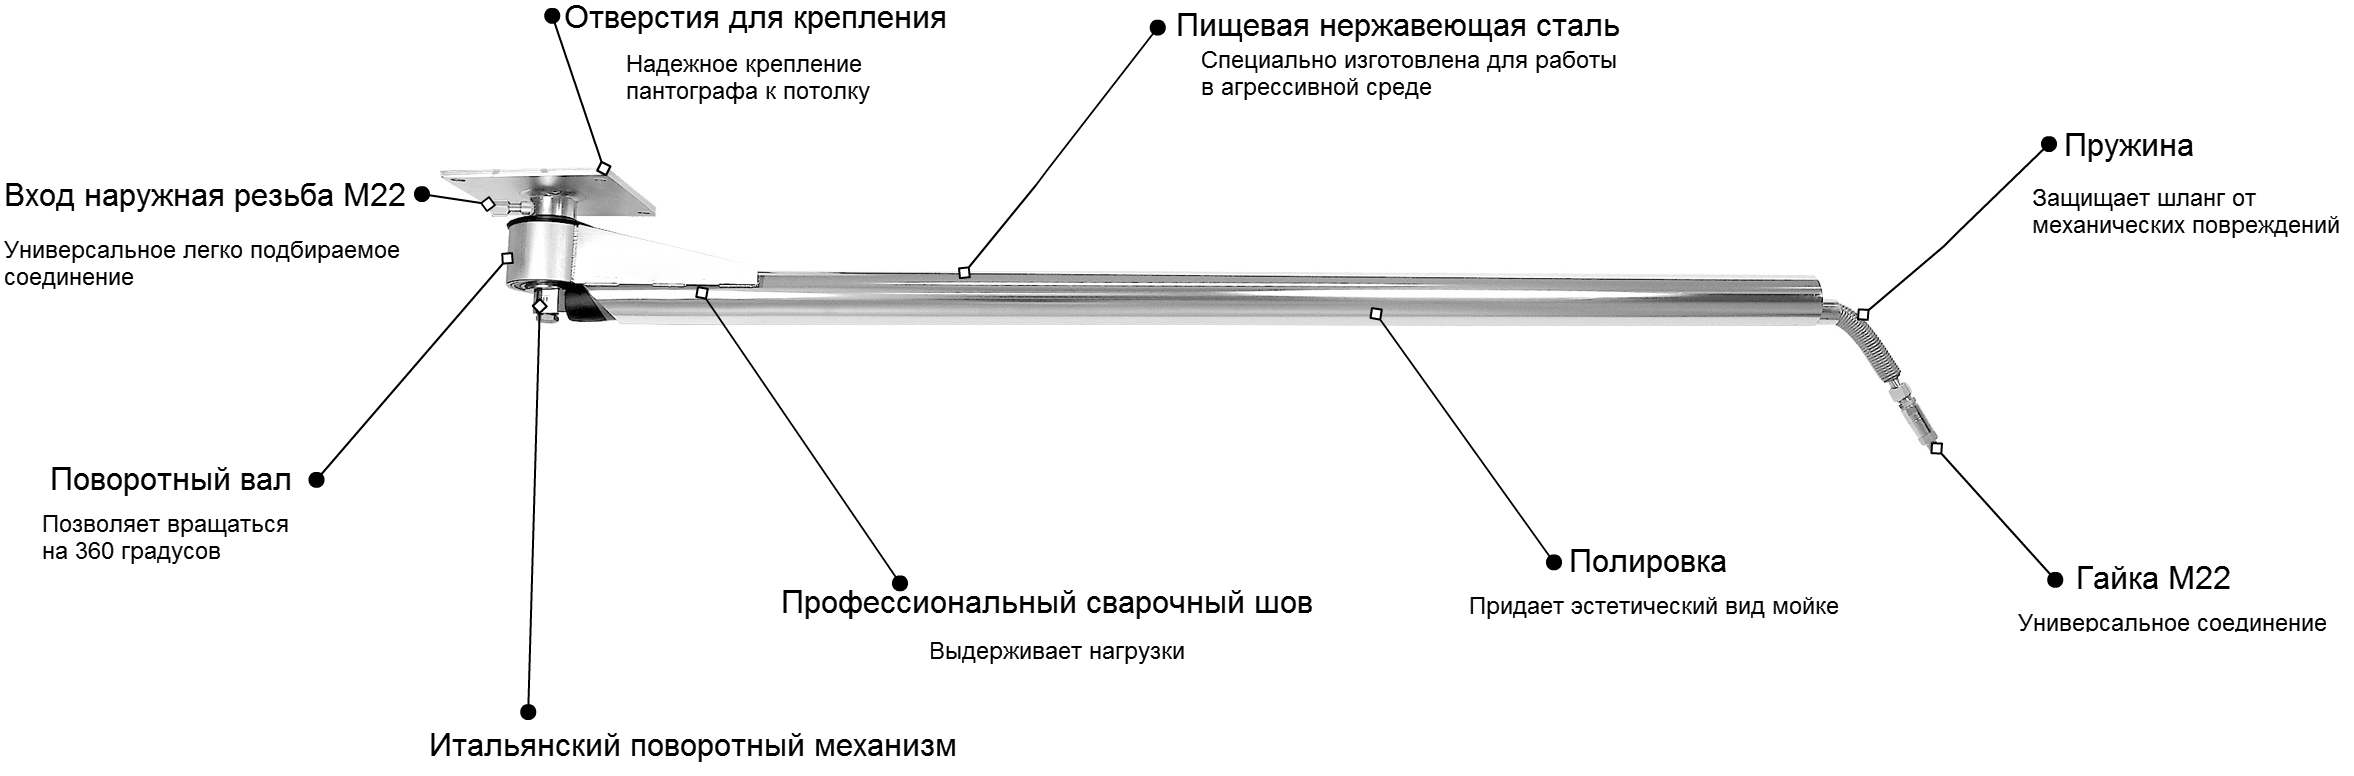 Отверстия для крепления
Надежное крепление
пантографа к потолку
Пищевая нержавеющая сталь
Специально изготовлена для работы
в агрессивной среде
Пружина
Защищает шланг от
механических повреждений
Вход наружная резьба М22
Универсальное легко подбираемое
соединение
Поворотный вал
Позволяет вращаться
на 360 градусов
Профессиональный сварочный шов
Выдерживает нагрузки
Полировка
Придает эстетический вид мойке
Гайка М22
Универсальное соединение
Итальянский поворотный механизм